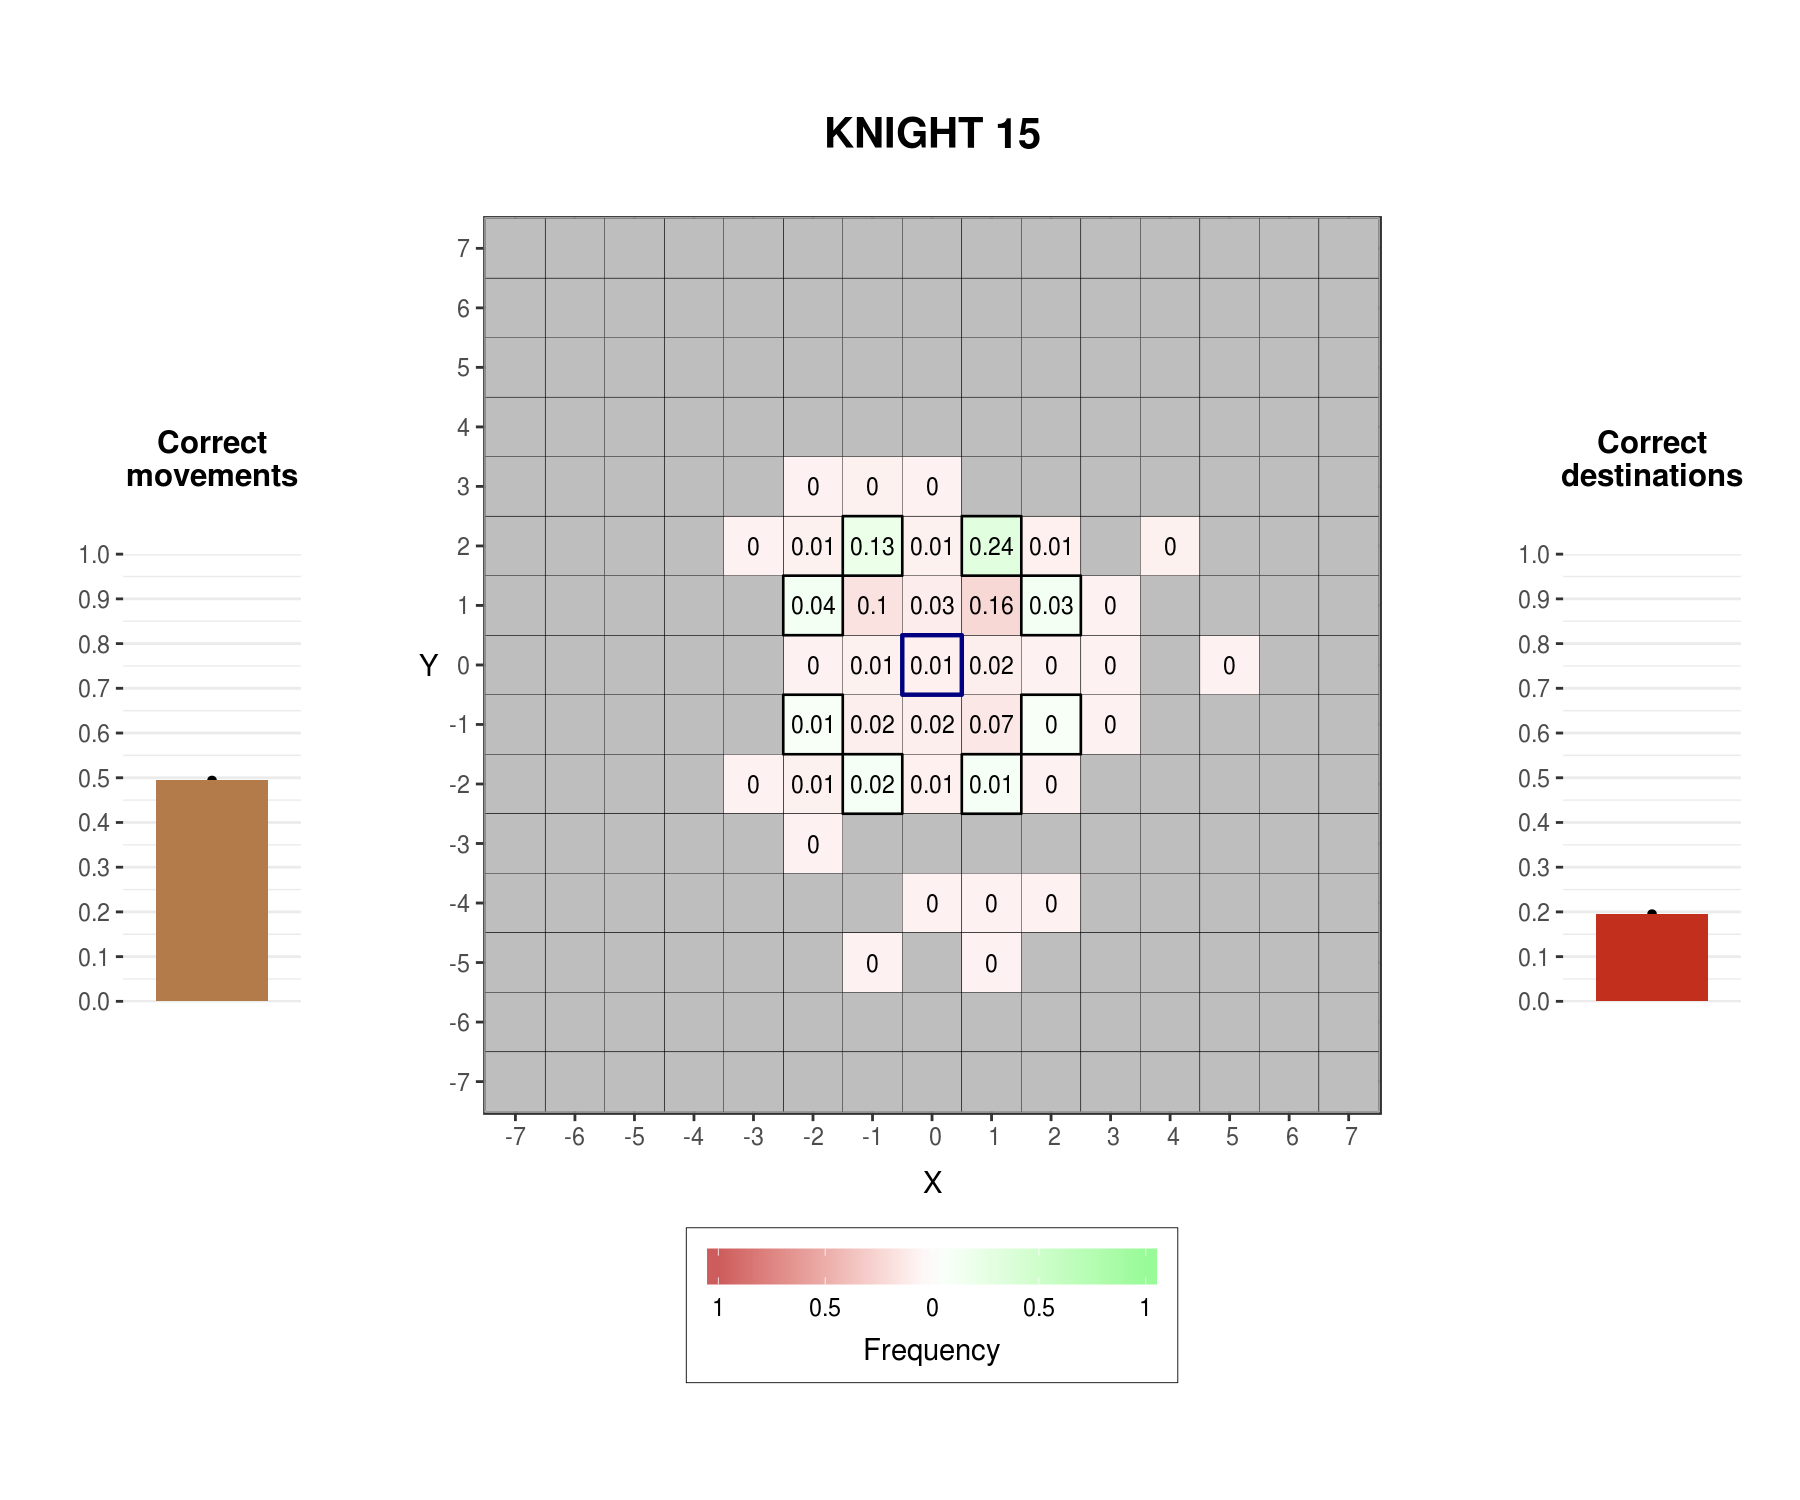 KNIGHT 15
Correct
movements
1.0
0.9
0.8
0.7
0.6
0.5
0.4
0.3
0.2
0.1
0.0
Y
7
6
5
4
3 0 0 0
2 0 0.01 0.13 0.01 0.24 0.01 0
1 0.04 0.1 0.03 0.16 0.03 0
0 0 0.01 0.01 0.02 0 0 0
-1 0.01 0.02 0.02 0.07 0 0
-2 0 0.01 0.02 0.01 0.01 0
-3 0
-4 0 0 0
-5 0 0
-6
-7
-7 -6 -5 -4 -3 -2 -1 0 1 2 3 4 5 6 7
X
1 0.5 0 0.5 1
Frequency
Correct
destinations
1.0
0.9
0.8
0.7
0.6
0.5
0.4
0.3
0.2
0.1
0.0